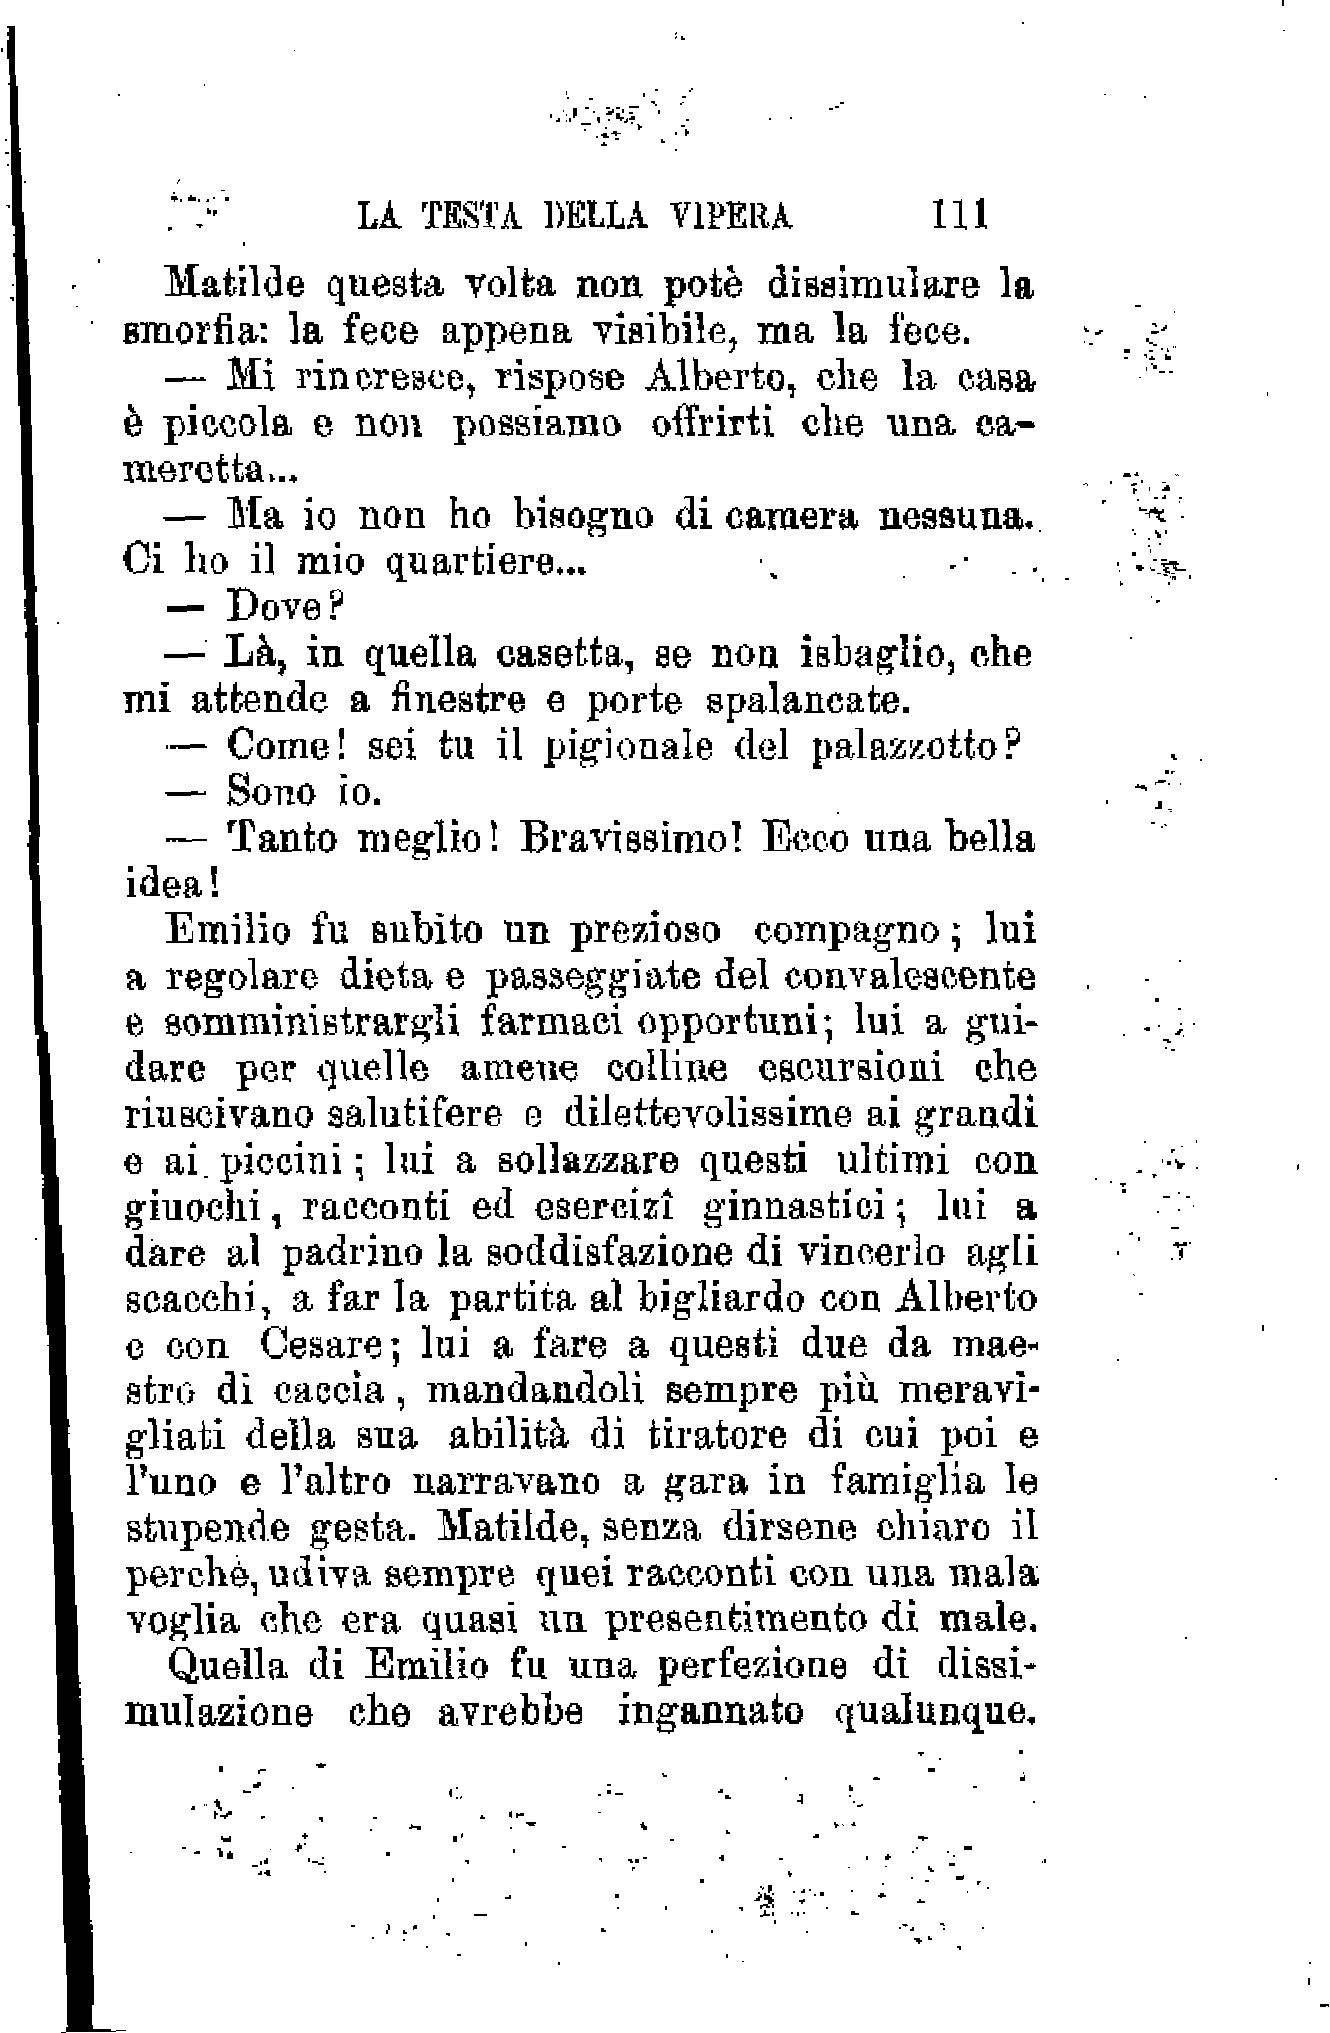 LA TESTA DELLA VIPERA 111
Matilde questa volta non potè dissimulare la
smorfia: la fece appena visibile, ma la fece.
— Mi rincresce, rispose Alberto, che la casa
è piccola e non possiamo offrirti che una ca-
meretta...
— Ma io non ho bisogno di camera nessuna.
Ci ho il mio quartiere...
— Dove?
— Là, in quella casetta, se non isbaglio, che
mi attende a finestre e porte spalancate.
— Come! sei tu il pigionale del palazzotto?
— Sono io.
— Tanto meglio! Bravissimo! Ecco una bella
idea!
Emilio fu subito un prezioso compagno; lui
a regolare dieta e passeggiate del convalescente
e somministrargli farmaci opportuni; lui a gui-
dare per quelle amene colline escursioni che
riuscivano salutifere e dilettevolissime ai grandi
e ai piccini; lui a sollazzare questi ultimi con
giuochi, racconti ed esercizî ginnastici; lui a
dare al padrino la soddisfazione di vincerlo agli
scacchi, a far la partita al bigliardo con Alberto
e con Cesare; lui a fare a questi due da mae-
stro di caccia, mandandoli sempre più meravi-
gliati della sua abilità di tiratore di cui poi e
l'uno e l'altro narravano a gara in famiglia le
stupende gesta. Matilde, senza dirsene chiaro il
perchè, udiva sempre quei racconti con una mala
voglia che era quasi un presentimento di male.
Quella di Emilio fu una perfezione di dissi-
mulazione che avrebbe ingannato qualunque.